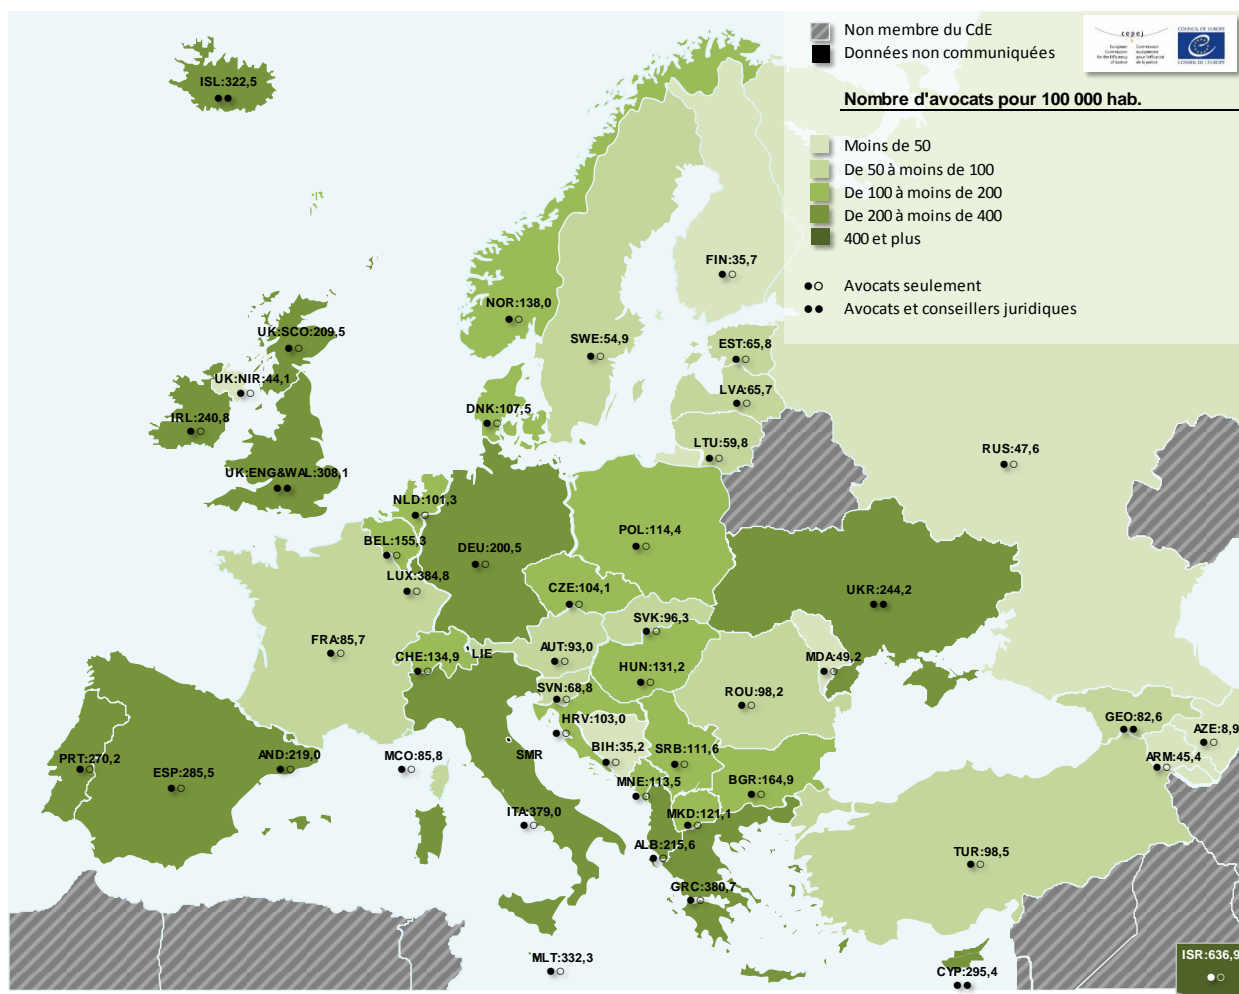 Non membre du CdE
Données non communiquées
cepej
COUNCIL OF EUROPE
CONSEIL DE L'EUROPE
Nombre d'avocats pour 100 000 hab.
Moins de 50
De 50 à moins de 100
De 100 à moins de 200
De 200 à moins de 400
400 et plus
Avocats seulement
Avocats et conseillers juridiques
ISL:322,5
FIN:35,7
NOR:138,0
UK:SCO:209,5
SWE:54,9
EST:65,8
UK:NIR:44,1
LVA:65,7
DNK:107,5
IRL:240,8
LTU:59,8
RUS:47,6
UK:ENG&WAL:308,1
NLD:101,3
POL:114,4
BEL:155,3
DEU:200,5
LUX:384,8
CZE:104,1
UKR:244,2
SVK:96,3
FRA:85,7
AUT:93,0
LIE
CHE:134,9
MDA:49,2
HUN:131,2
SVN:68,8
ROU:98,2
HRV:103,0
GEO:82,6
AZE:8,9
BIH:35,2
SRB:111,6
SMR
PRT:270,2
AND:219,0
MCO:85,8
ARM:45,4
ESP:285,5
MNE:113,5
BGR:164,9
ITA:379,0
MKD:121,1
ALB:215,6
TUR:98,5
GRC:380,7
MLT:332,3
ISR:636,9
CYP:295,4